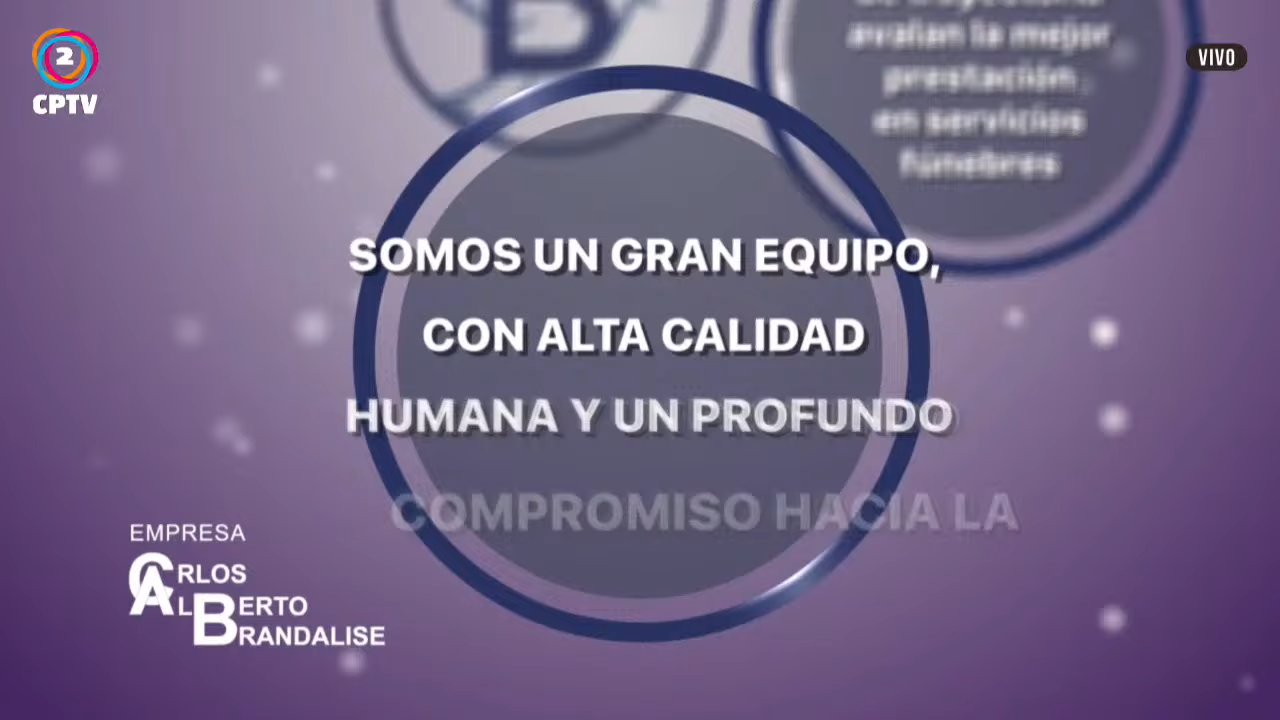 2
CPTV
VIVO
avalan la mejor
prestación,
en servicios
fúnebres
B
SOMOS UN GRAN EQUIPO,
CON ALTA CALIDAD
HUMANA Y UN PROFUNDO
COMPROMISO HACIA LA
EMPRESA
CARLOS
ALBERTO
BRANDALISE